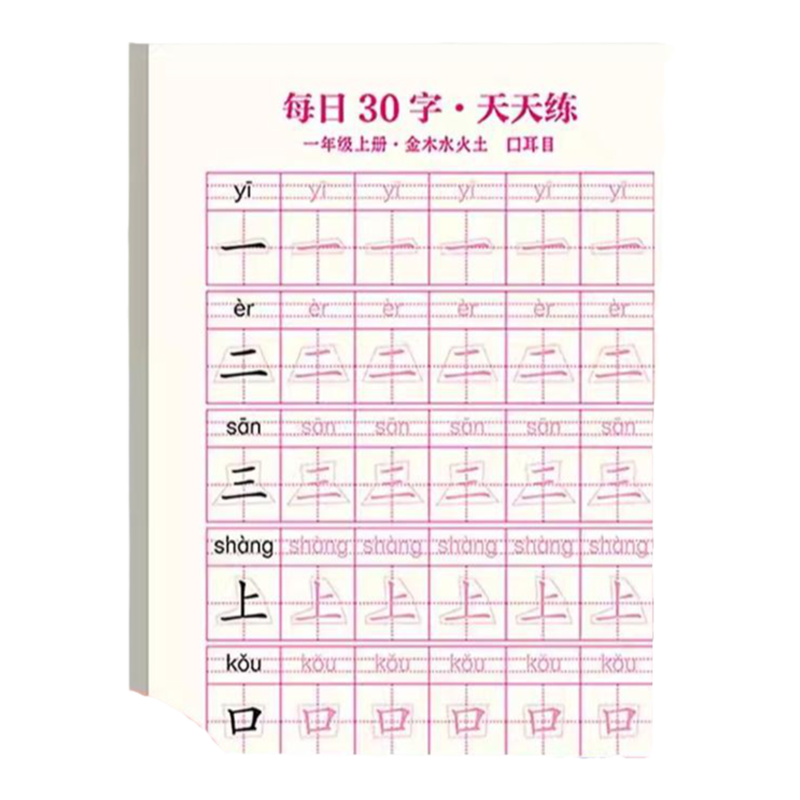 每日30字·天天练
一年级上册·金木水火土 口耳目
yī yī yī yī yī yī
一 一 一 一 一 一
èr èr èr èr èr èr
二 二 二 二 二 二
sān sān sān sān sān sān
三 三 三 三 三 三
shàng shàng shàng shàng shàng shàng
上 上 上 上 上 上
kǒu kǒu kǒu kǒu kǒu kǒu
口 口 口 口 口 口